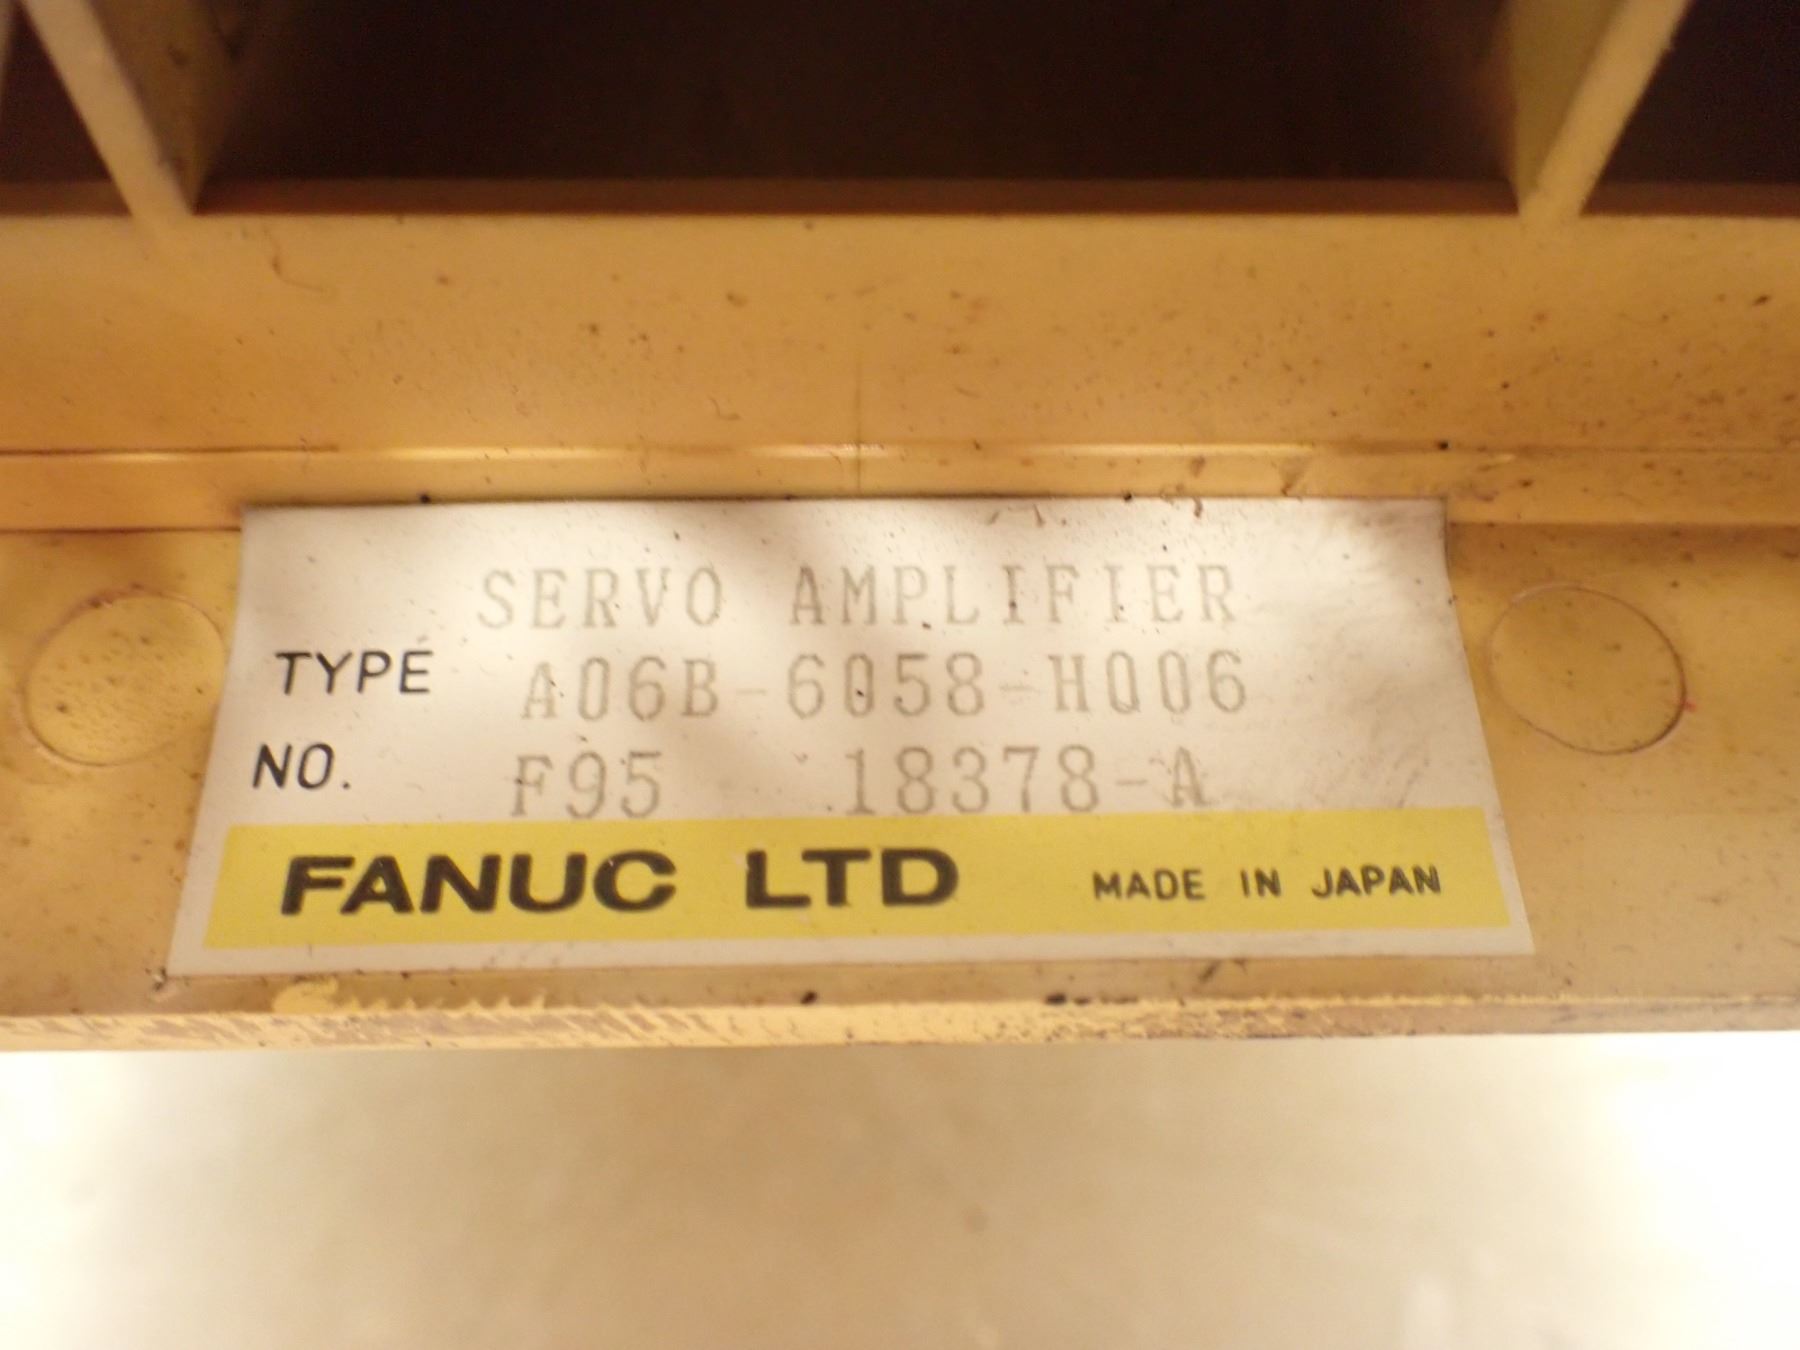 SERVO AMPLIFIER
TYPE A06B-6058-H006
NO. F95 18378-A
FANUC LTD MADE IN JAPAN